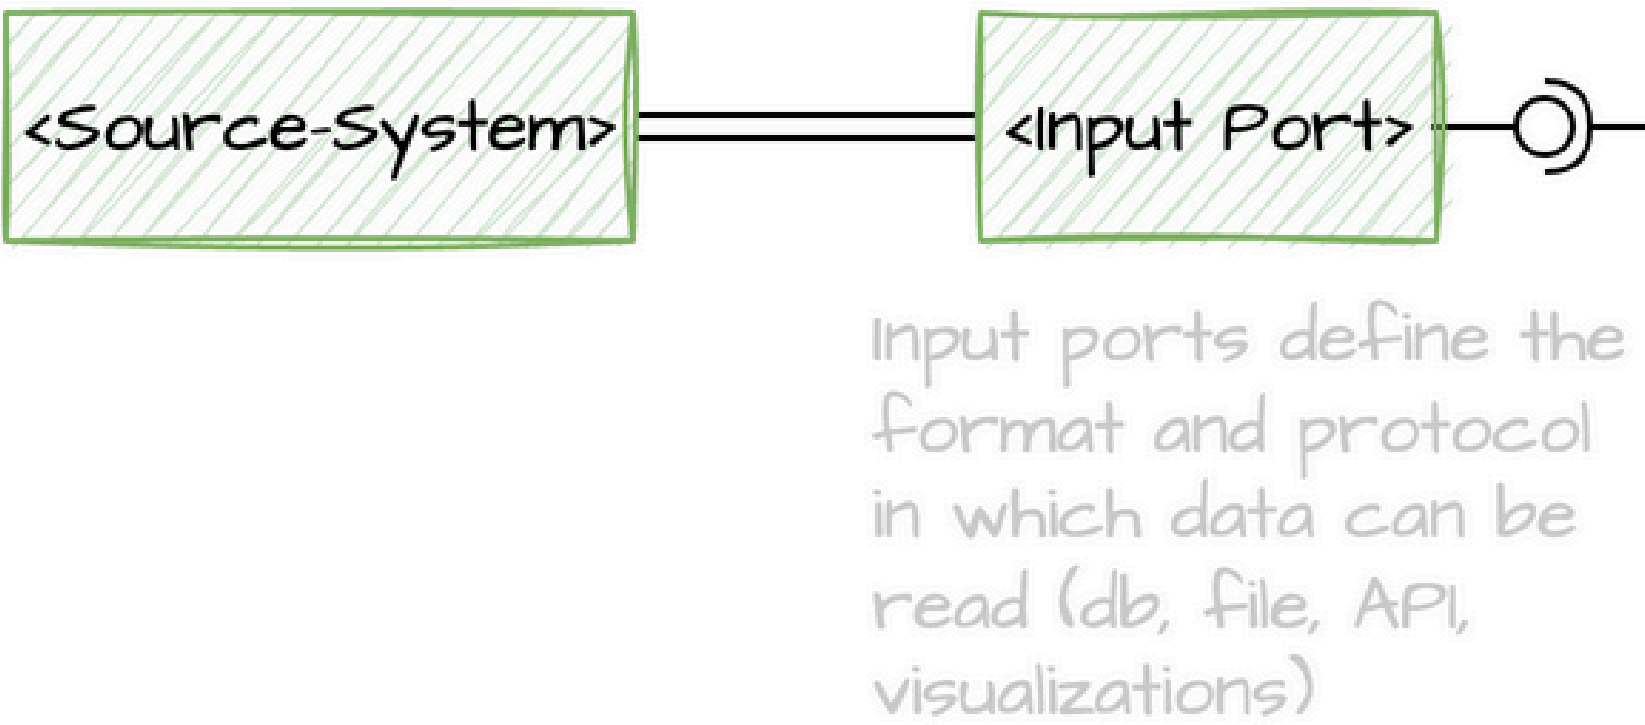 <Source-System>
<Input Port>
Input ports define the
format and protocol
in which data can be
read (db, file, API,
visualizations)